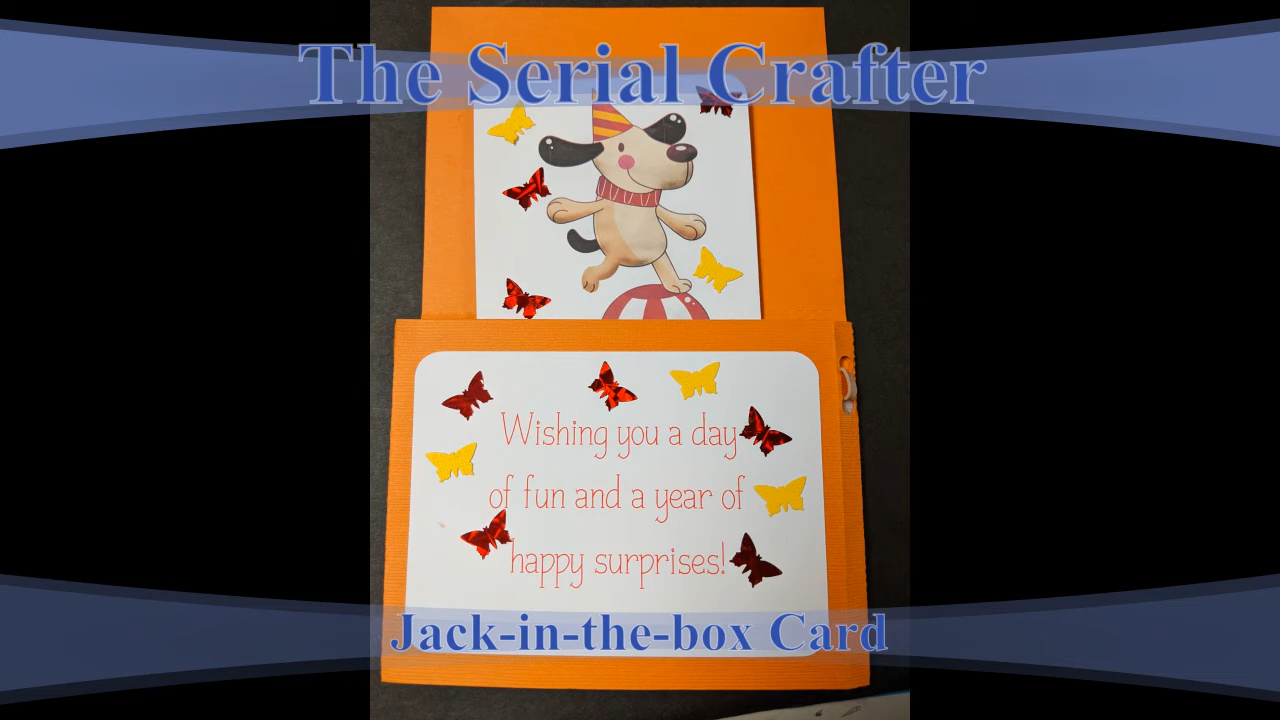 The Serial Crafter
Wishing you a day
of fun and a year of
happy surprises!
Jack-in-the-box Card